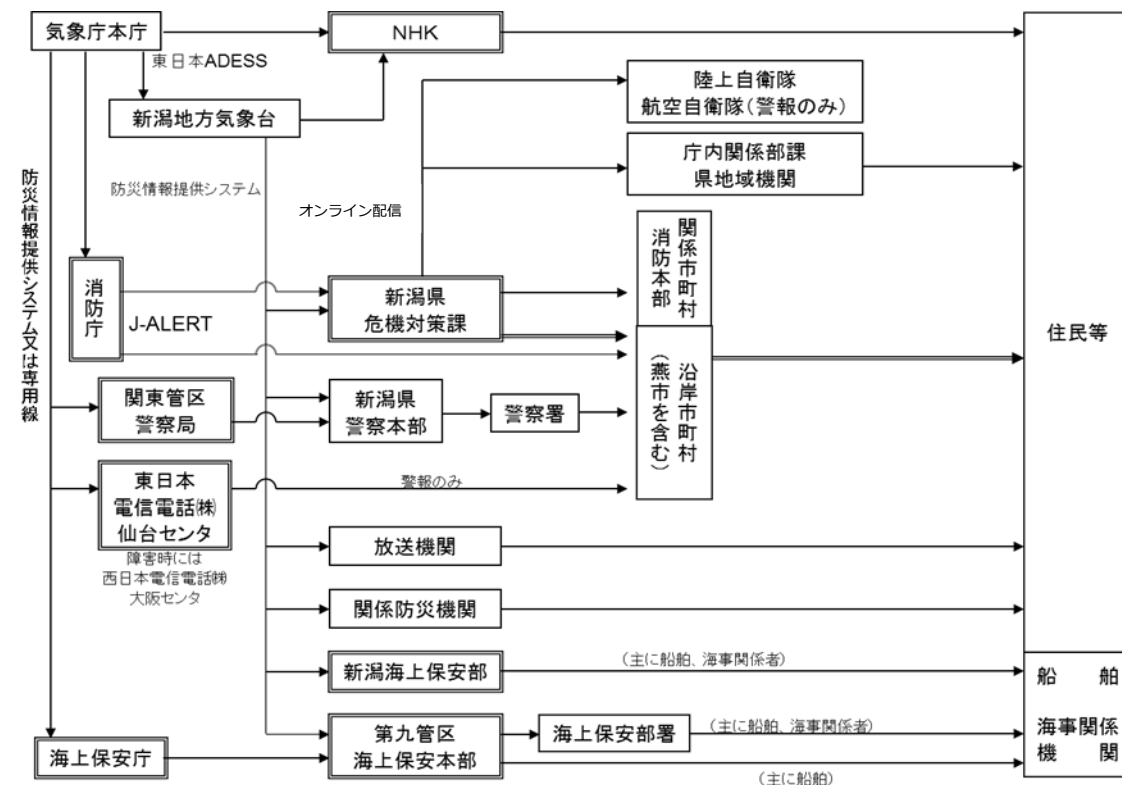 気象庁本庁
NHK
東日本ADESS
陸上自衛隊
航空自衛隊(警報のみ)
新潟地方気象台
庁内関係部課
県地域機関
防災情報提供システム
防災情報提供システム又は専用線
オンライン配信
関係市町村
消防本部
消防庁
J-ALERT
新潟県
危機対策課
住民等
沿岸市町村
(燕市を含む)
関東管区
警察局
新潟県
警察本部
警察署
東日本
電信電話㈱
仙台センタ
警報のみ
障害時には
西日本電信電話㈱
大阪センタ
放送機関
関係防災機関
新潟海上保安部
(主に船舶、海事関係者)
船舶
海事関係
機関
第九管区
海上保安本部
海上保安部署
(主に船舶、海事関係者)
海上保安庁
(主に船舶)